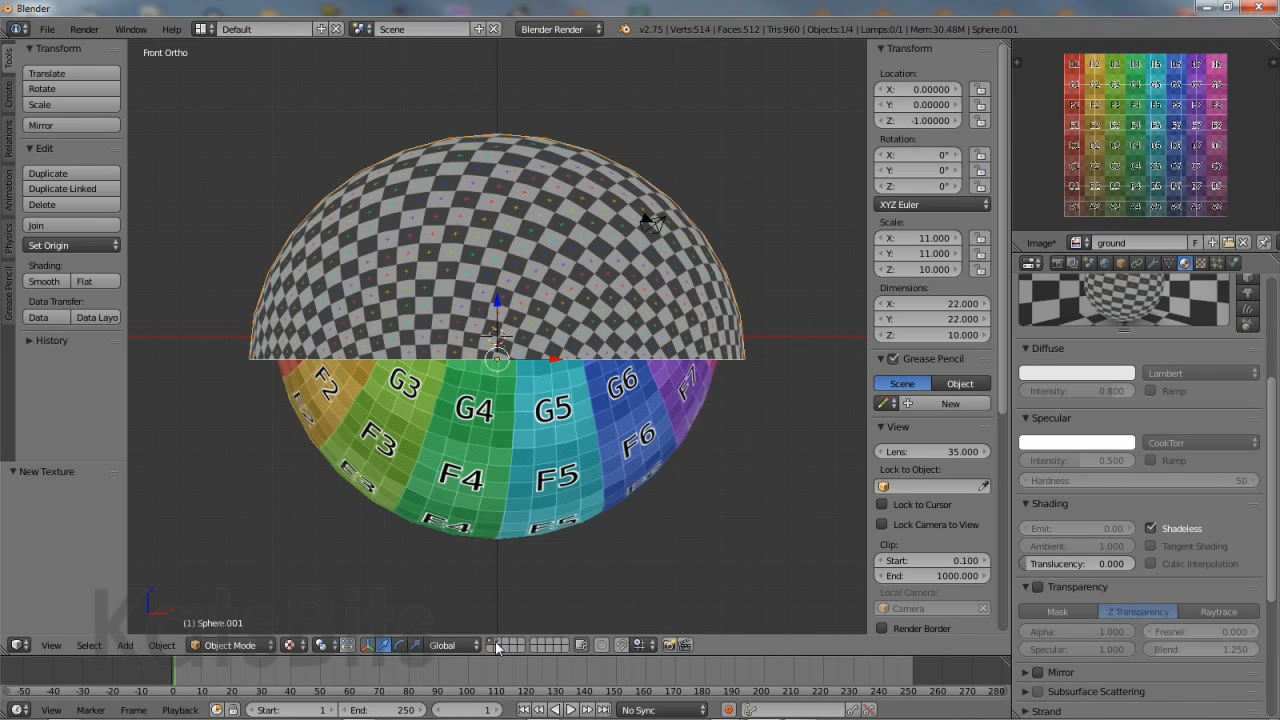 Blender
File Render Window Help Default Scene Blender Render v2.75 | Verts:514 | Faces:512 | Tris:960 | Objects:1/4 | Lamps:0/1 | Mem:30.48M | Sphere.001
Tools
Create
Relations
Animation
Physics
Grease Pencil
Transform
Translate
Rotate
Scale
Mirror
Edit
Duplicate
Duplicate Linked
Delete
Join
Set Origin
Shading:
Smooth Flat
Data Transfer:
Data Data Layo
History
New Texture
Front Ortho
F2 G3 G4 G5 G6 F7
F3 F4 F5 F6
E3 E4 E5
(1) Sphere.001
Transform
Location:
X: 0.00000
Y: 0.00000
Z: -1.00000
Rotation:
X: 0°
Y: 0°
Z: 0°
XYZ Euler
Scale:
X: 11.000
Y: 11.000
Z: 10.000
Dimensions:
X: 22.000
Y: 22.000
Z: 10.000
Grease Pencil
Scene Object
New
View
Lens: 35.000
Lock to Object:
Lock to Cursor
Lock Camera to View
Clip:
Start: 0.100
End: 1000.000
Local Camera:
Camera
Render Border
Image* ground F
Diffuse
Lambert
Intensity: 0.800 Ramp
Specular
CookTorr
Intensity: 0.500 Ramp
Hardness: 50
Shading
Emit: 0.00 Shadeless
Ambient: 1.000 Tangent Shading
Translucency: 0.000 Cubic Interpolation
Transparency
Mask Z Transparency Raytrace
Alpha: 1.000 Fresnel: 0.000
Specular: 1.000 Blend: 1.250
Mirror
Subsurface Scattering
Strand
View Select Add Object Object Mode Global
-50 -40 -30 -20 -10 0 10 20 30 40 50 60 70 80 90 100 110 120 130 140 150 160 170 180 190 200 210 220 230 240 250 260 270 280
View Marker Frame Playback Start: 1 End: 250 1 No Sync